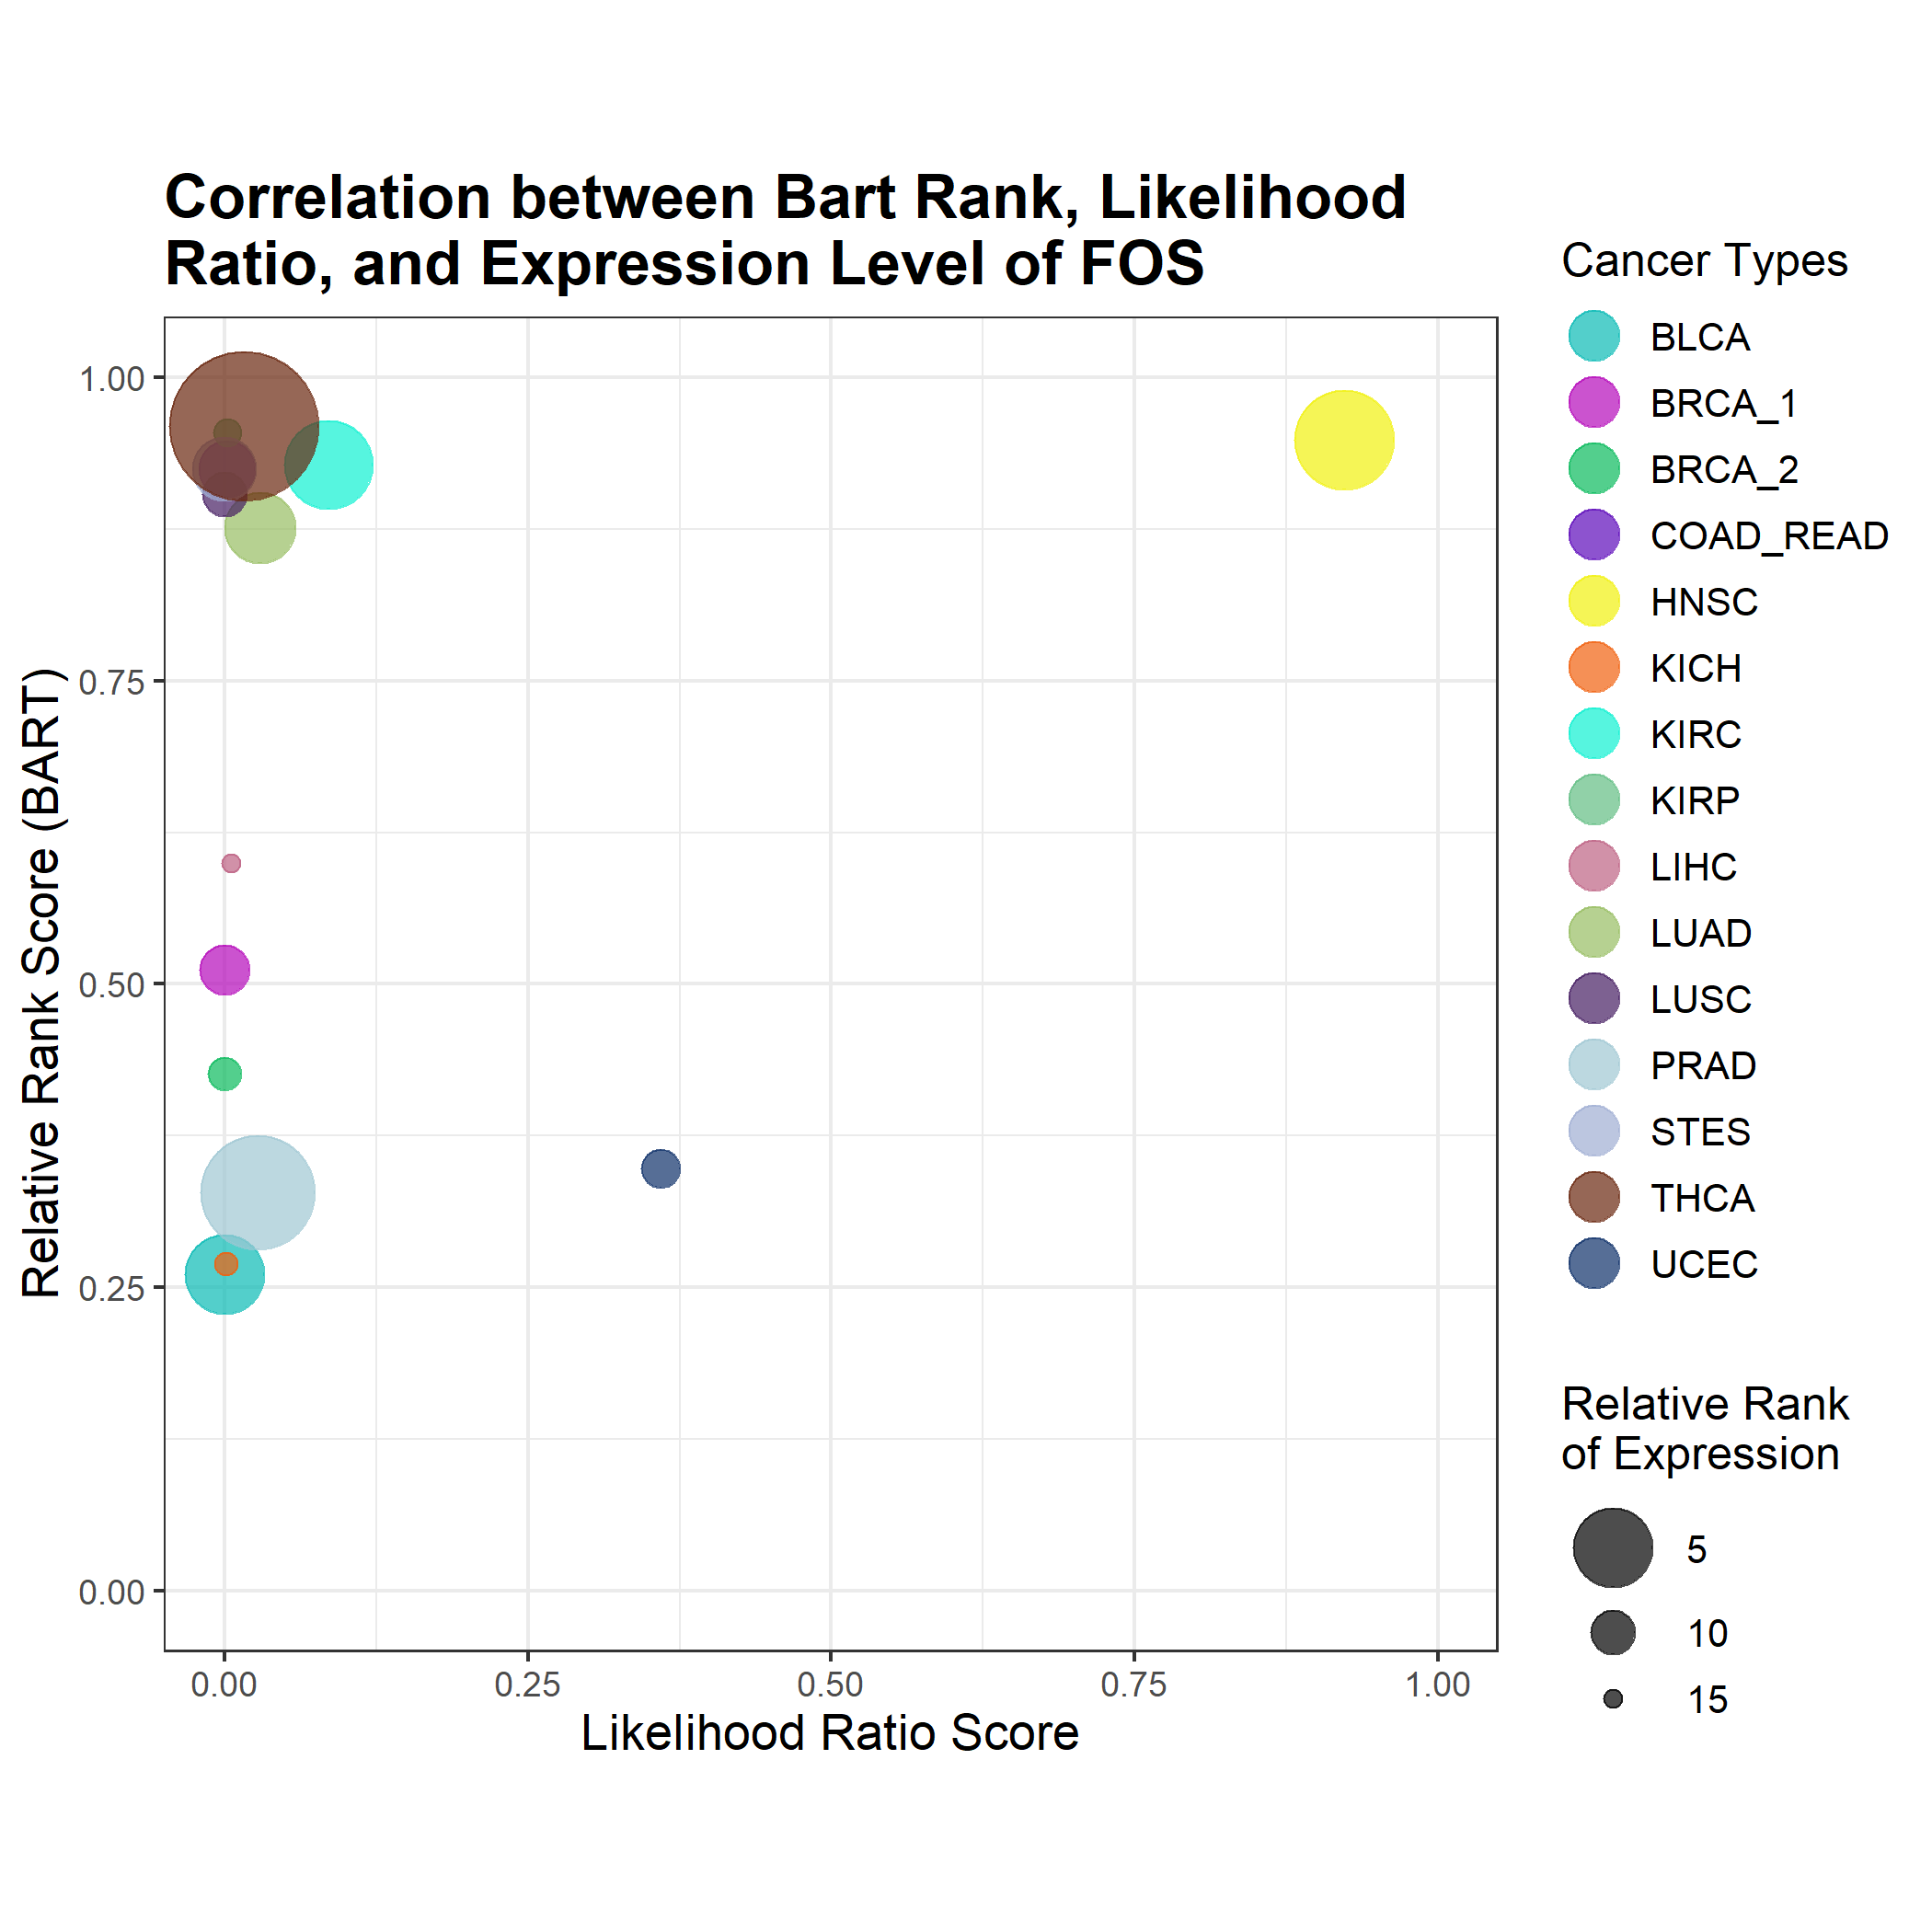 Correlation between Bart Rank, Likelihood
Ratio, and Expression Level of FOS
Relative Rank Score (BART)
1.00
0.75
0.50
0.25
0.00
0.00
0.25
0.50
0.75
1.00
Likelihood Ratio Score
Cancer Types
BLCA
BRCA_1
BRCA_2
COAD_READ
HNSC
KICH
KIRC
KIRP
LIHC
LUAD
LUSC
PRAD
STES
THCA
UCEC
Relative Rank
of Expression
5
10
15